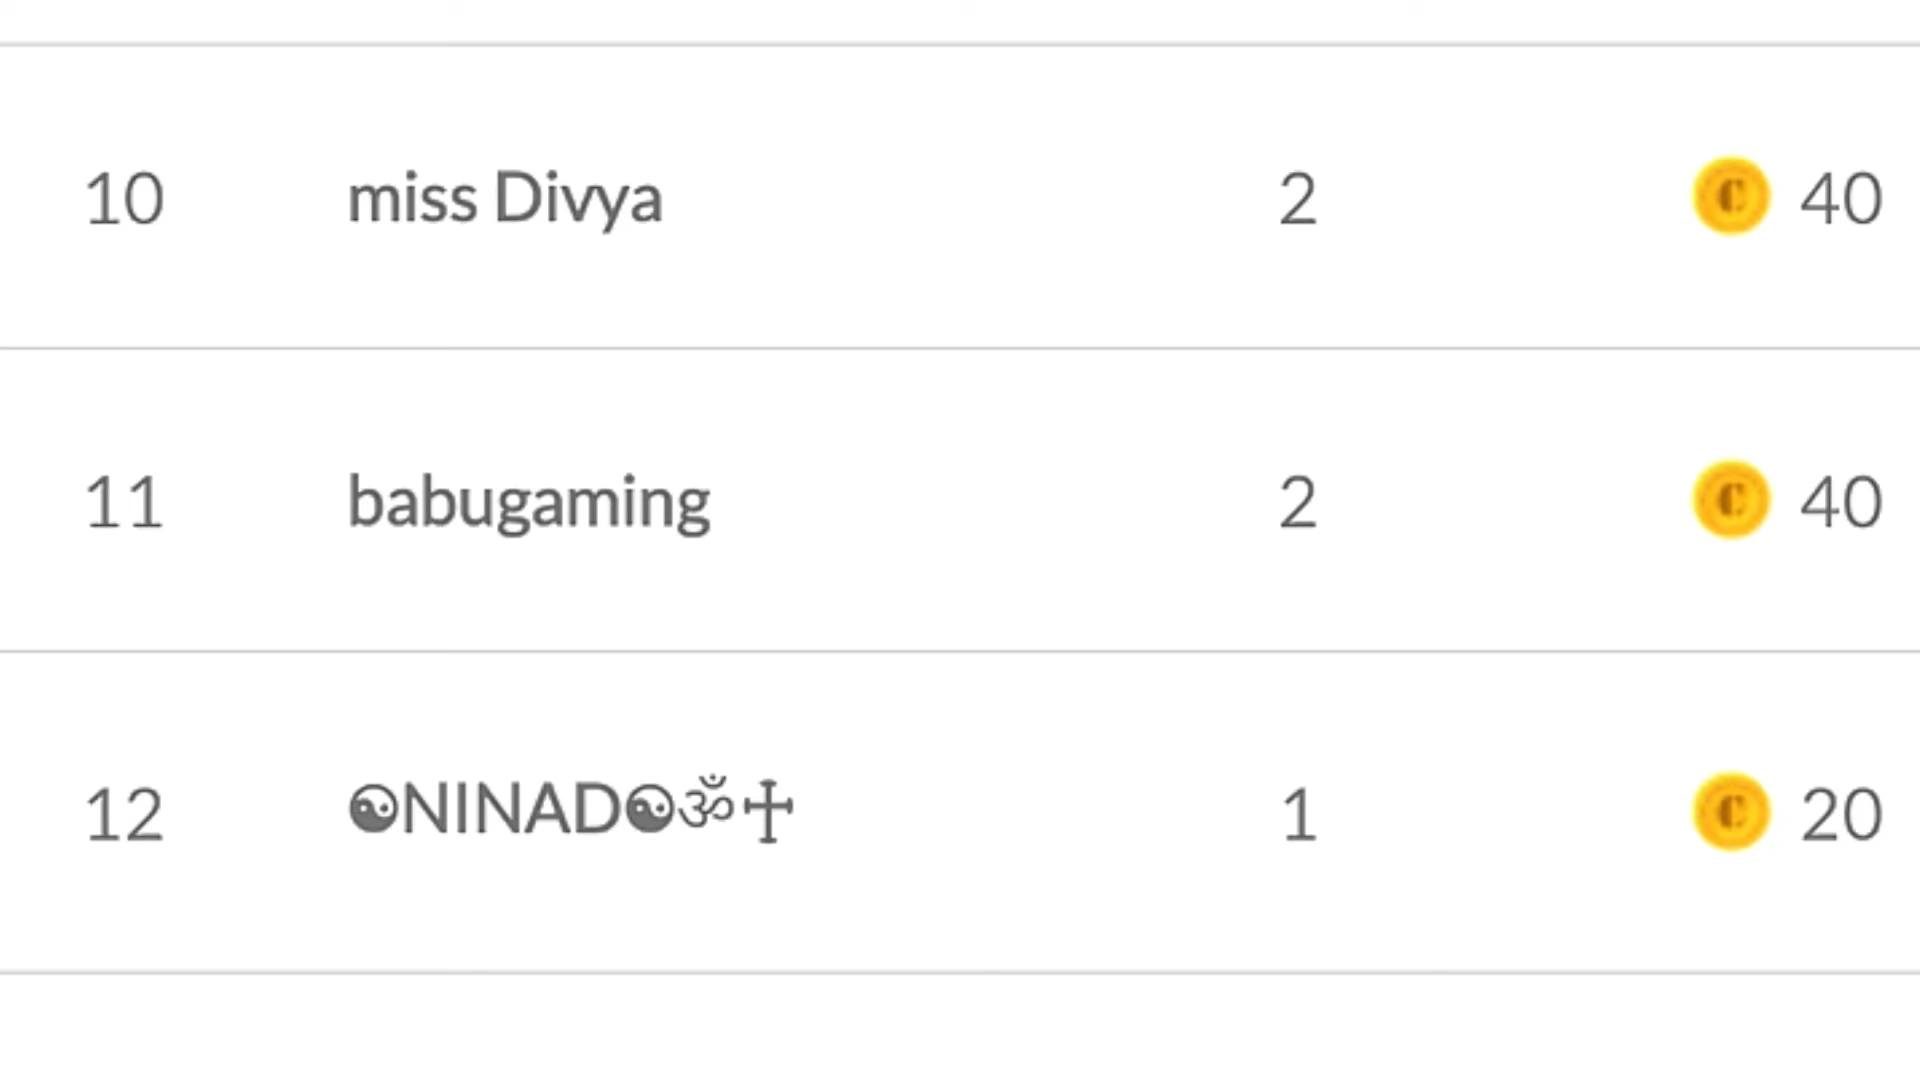 10 miss Divya 2 C 40
11 babugaming 2 C 40
12 ☯NINAD☯ॐ☩ 1 C 20